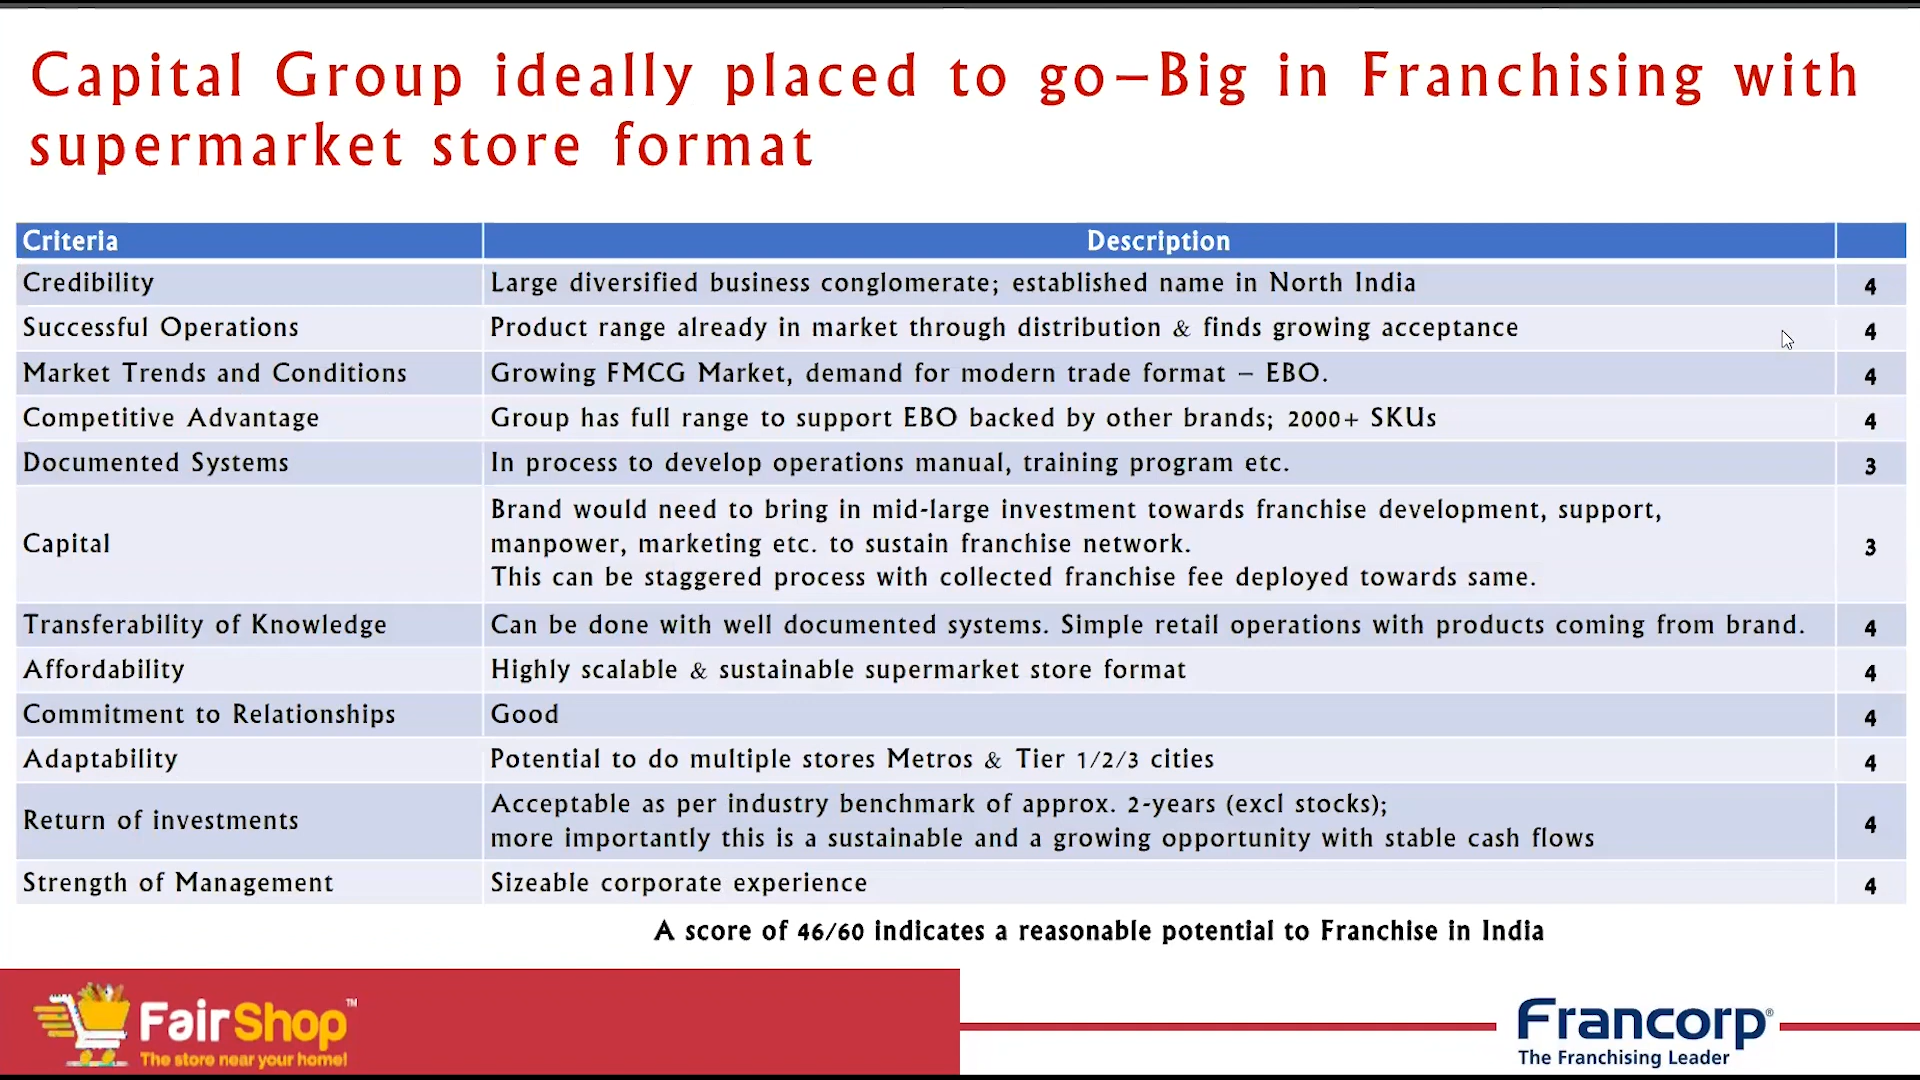 Capital Group ideally placed to go–Big in Franchising with
supermarket store format
Criteria Description
Credibility Large diversified business conglomerate; established name in North India 4
Successful Operations Product range already in market through distribution & finds growing acceptance 4
Market Trends and Conditions Growing FMCG Market, demand for modern trade format – EBO. 4
Competitive Advantage Group has full range to support EBO backed by other brands; 2000+ SKUs 4
Documented Systems In process to develop operations manual, training program etc. 3
Capital Brand would need to bring in mid-large investment towards franchise development, support,
manpower, marketing etc. to sustain franchise network.
This can be staggered process with collected franchise fee deployed towards same. 3
Transferability of Knowledge Can be done with well documented systems. Simple retail operations with products coming from brand. 4
Affordability Highly scalable & sustainable supermarket store format 4
Commitment to Relationships Good 4
Adaptability Potential to do multiple stores Metros & Tier 1/2/3 cities 4
Return of investments Acceptable as per industry benchmark of approx. 2-years (excl stocks);
more importantly this is a sustainable and a growing opportunity with stable cash flows 4
Strength of Management Sizeable corporate experience 4
A score of 46/60 indicates a reasonable potential to Franchise in India
FairShop™
The store near your home!
Francorp®
The Franchising Leader